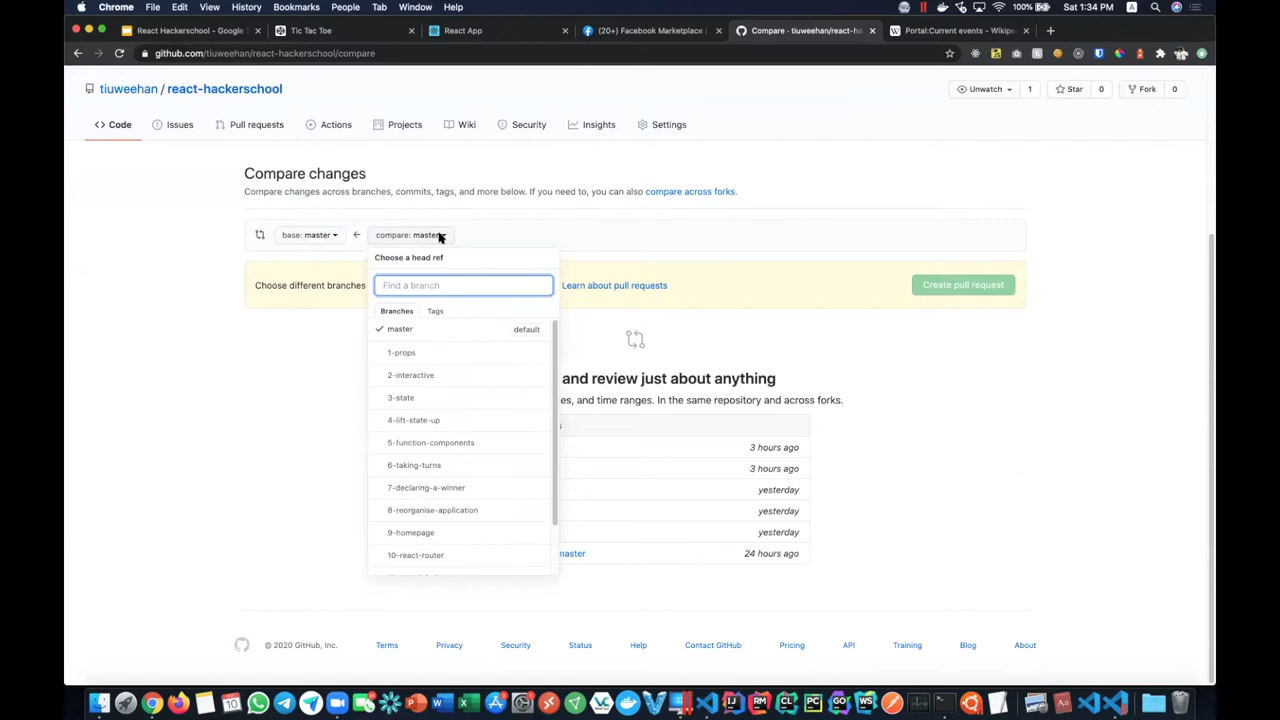 Chrome File Edit View History Bookmarks People Tab Window Help 100% A Sat 1:34 PM
React Hackerschool - Google Tic Tac Toe React App (20+) Facebook Marketplace | Compare · tiuweehan/react-ha Portal:Current events - Wikipe
github.com/tiuweehan/react-hackerschool/compare
tiuweehan / react-hackerschool Unwatch 1 Star 0 Fork 0
Code Issues Pull requests Actions Projects Wiki Security Insights Settings
Compare changes
Compare changes across branches, commits, tags, and more below. If you need to, you can also compare across forks.
base: master compare: master
Choose a head ref
Find a branch
Choose different branches Learn about pull requests Create pull request
Branches Tags
master default
1-props
2-interactive
and review just about anything
3-state
es, and time ranges. In the same repository and across forks.
4-lift-state-up
5-function-components 3 hours ago
6-taking-turns 3 hours ago
7-declaring-a-winner yesterday
8-reorganise-application yesterday
9-homepage yesterday
10-react-router master 24 hours ago
© 2020 GitHub, Inc. Terms Privacy Security Status Help Contact GitHub Pricing API Training Blog About